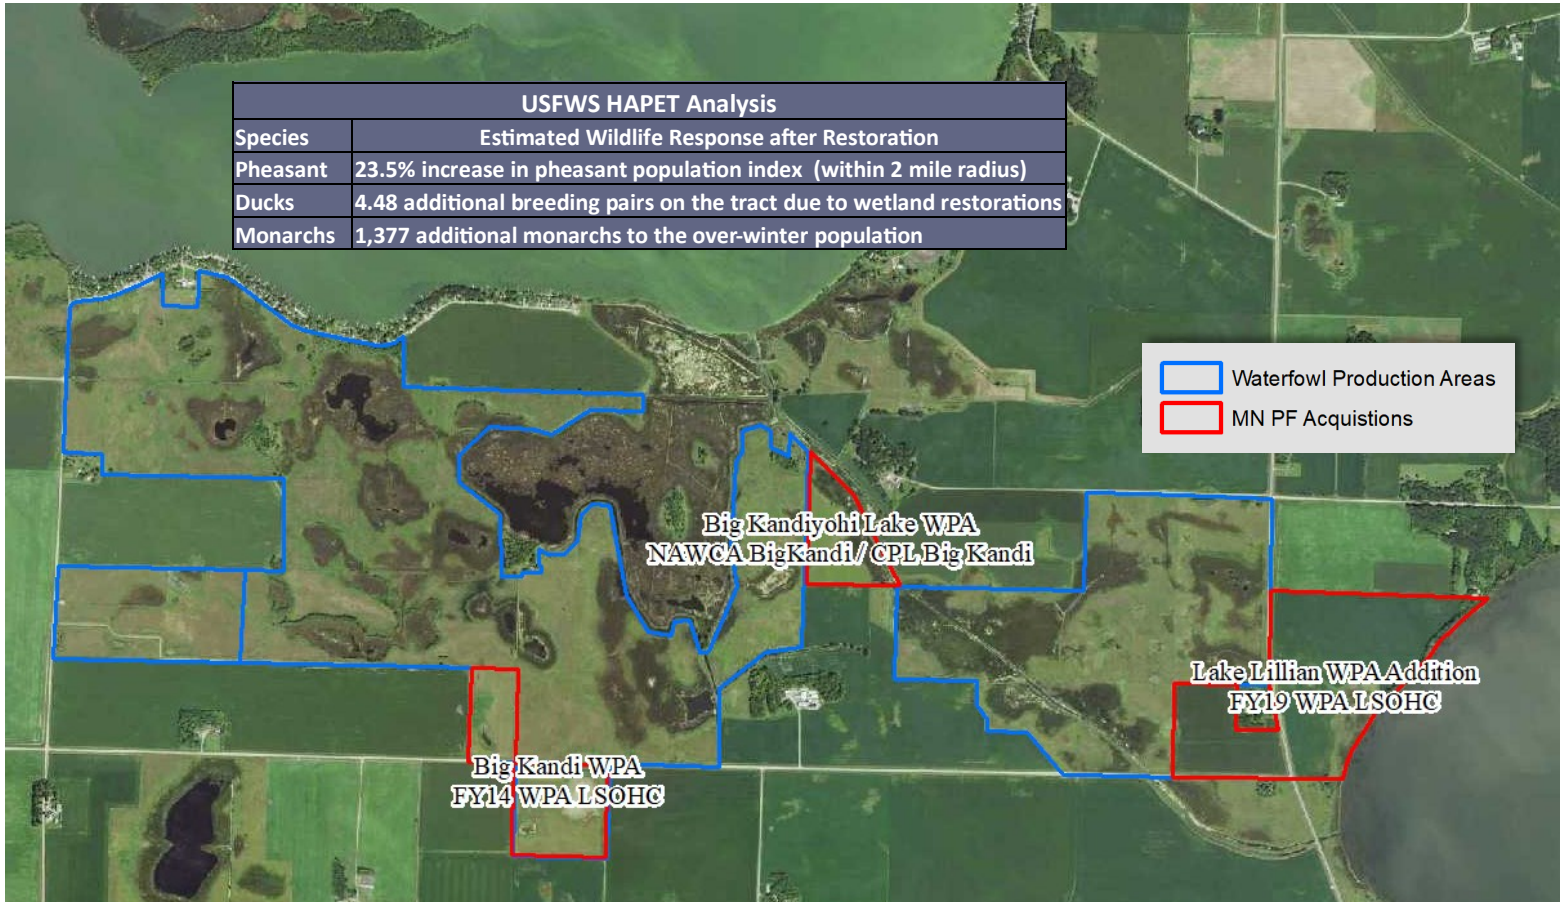 USFWS HAPET Analysis
Species Estimated Wildlife Response after Restoration
Pheasant 23.5% increase in pheasant population index (within 2 mile radius)
Ducks 4.48 additional breeding pairs on the tract due to wetland restorations
Monarchs 1,377 additional monarchs to the over-winter population
Waterfowl Production Areas
MN PF Acquistions
Big Kandiyohi Lake WPA
NAWCA BigKandi / CPL Big Kandi
Lake Lillian WPA Addition
FY19 WPA LSOHC
Big Kandi WPA
FY14 WPA LSOHC